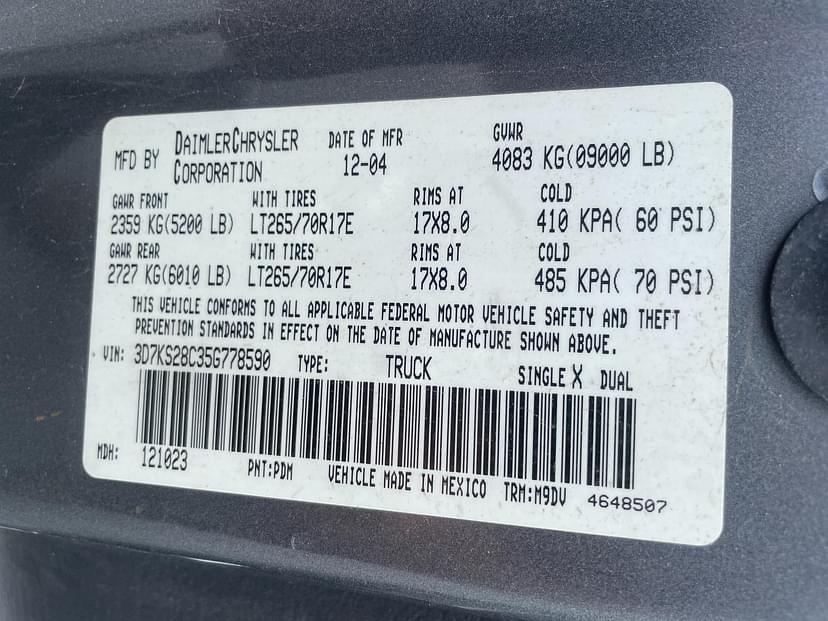 MFD BY DAIMLERCHRYSLER CORPORATION DATE OF MFR 12-04 GVWR 4083 KG(09000 LB)
GAWR FRONT WITH TIRES RIMS AT COLD
2359 KG(5200 LB) LT265/70R17E 17X8.0 410 KPA( 60 PSI)
GAWR REAR WITH TIRES RIMS AT COLD
2727 KG(6010 LB) LT265/70R17E 17X8.0 485 KPA( 70 PSI)
THIS VEHICLE CONFORMS TO ALL APPLICABLE FEDERAL MOTOR VEHICLE SAFETY AND THEFT
PREVENTION STANDARDS IN EFFECT ON THE DATE OF MANUFACTURE SHOWN ABOVE.
VIN: 3D7KS28C35G778590 TYPE: TRUCK SINGLE X DUAL
MDH: 121023 PNT:PDM VEHICLE MADE IN MEXICO TRM:M9DV 4648507